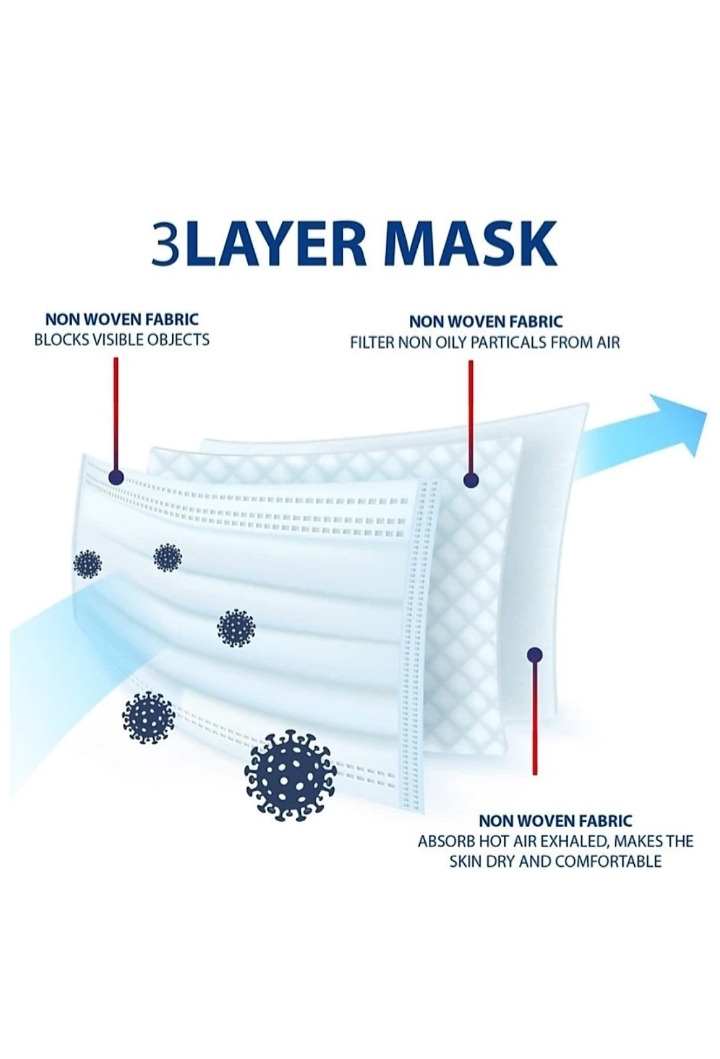 3LAYER MASK
NON WOVEN FABRIC
BLOCKS VISIBLE OBJECTS
NON WOVEN FABRIC
FILTER NON OILY PARTICALS FROM AIR
NON WOVEN FABRIC
ABSORB HOT AIR EXHALED, MAKES THE
SKIN DRY AND COMFORTABLE